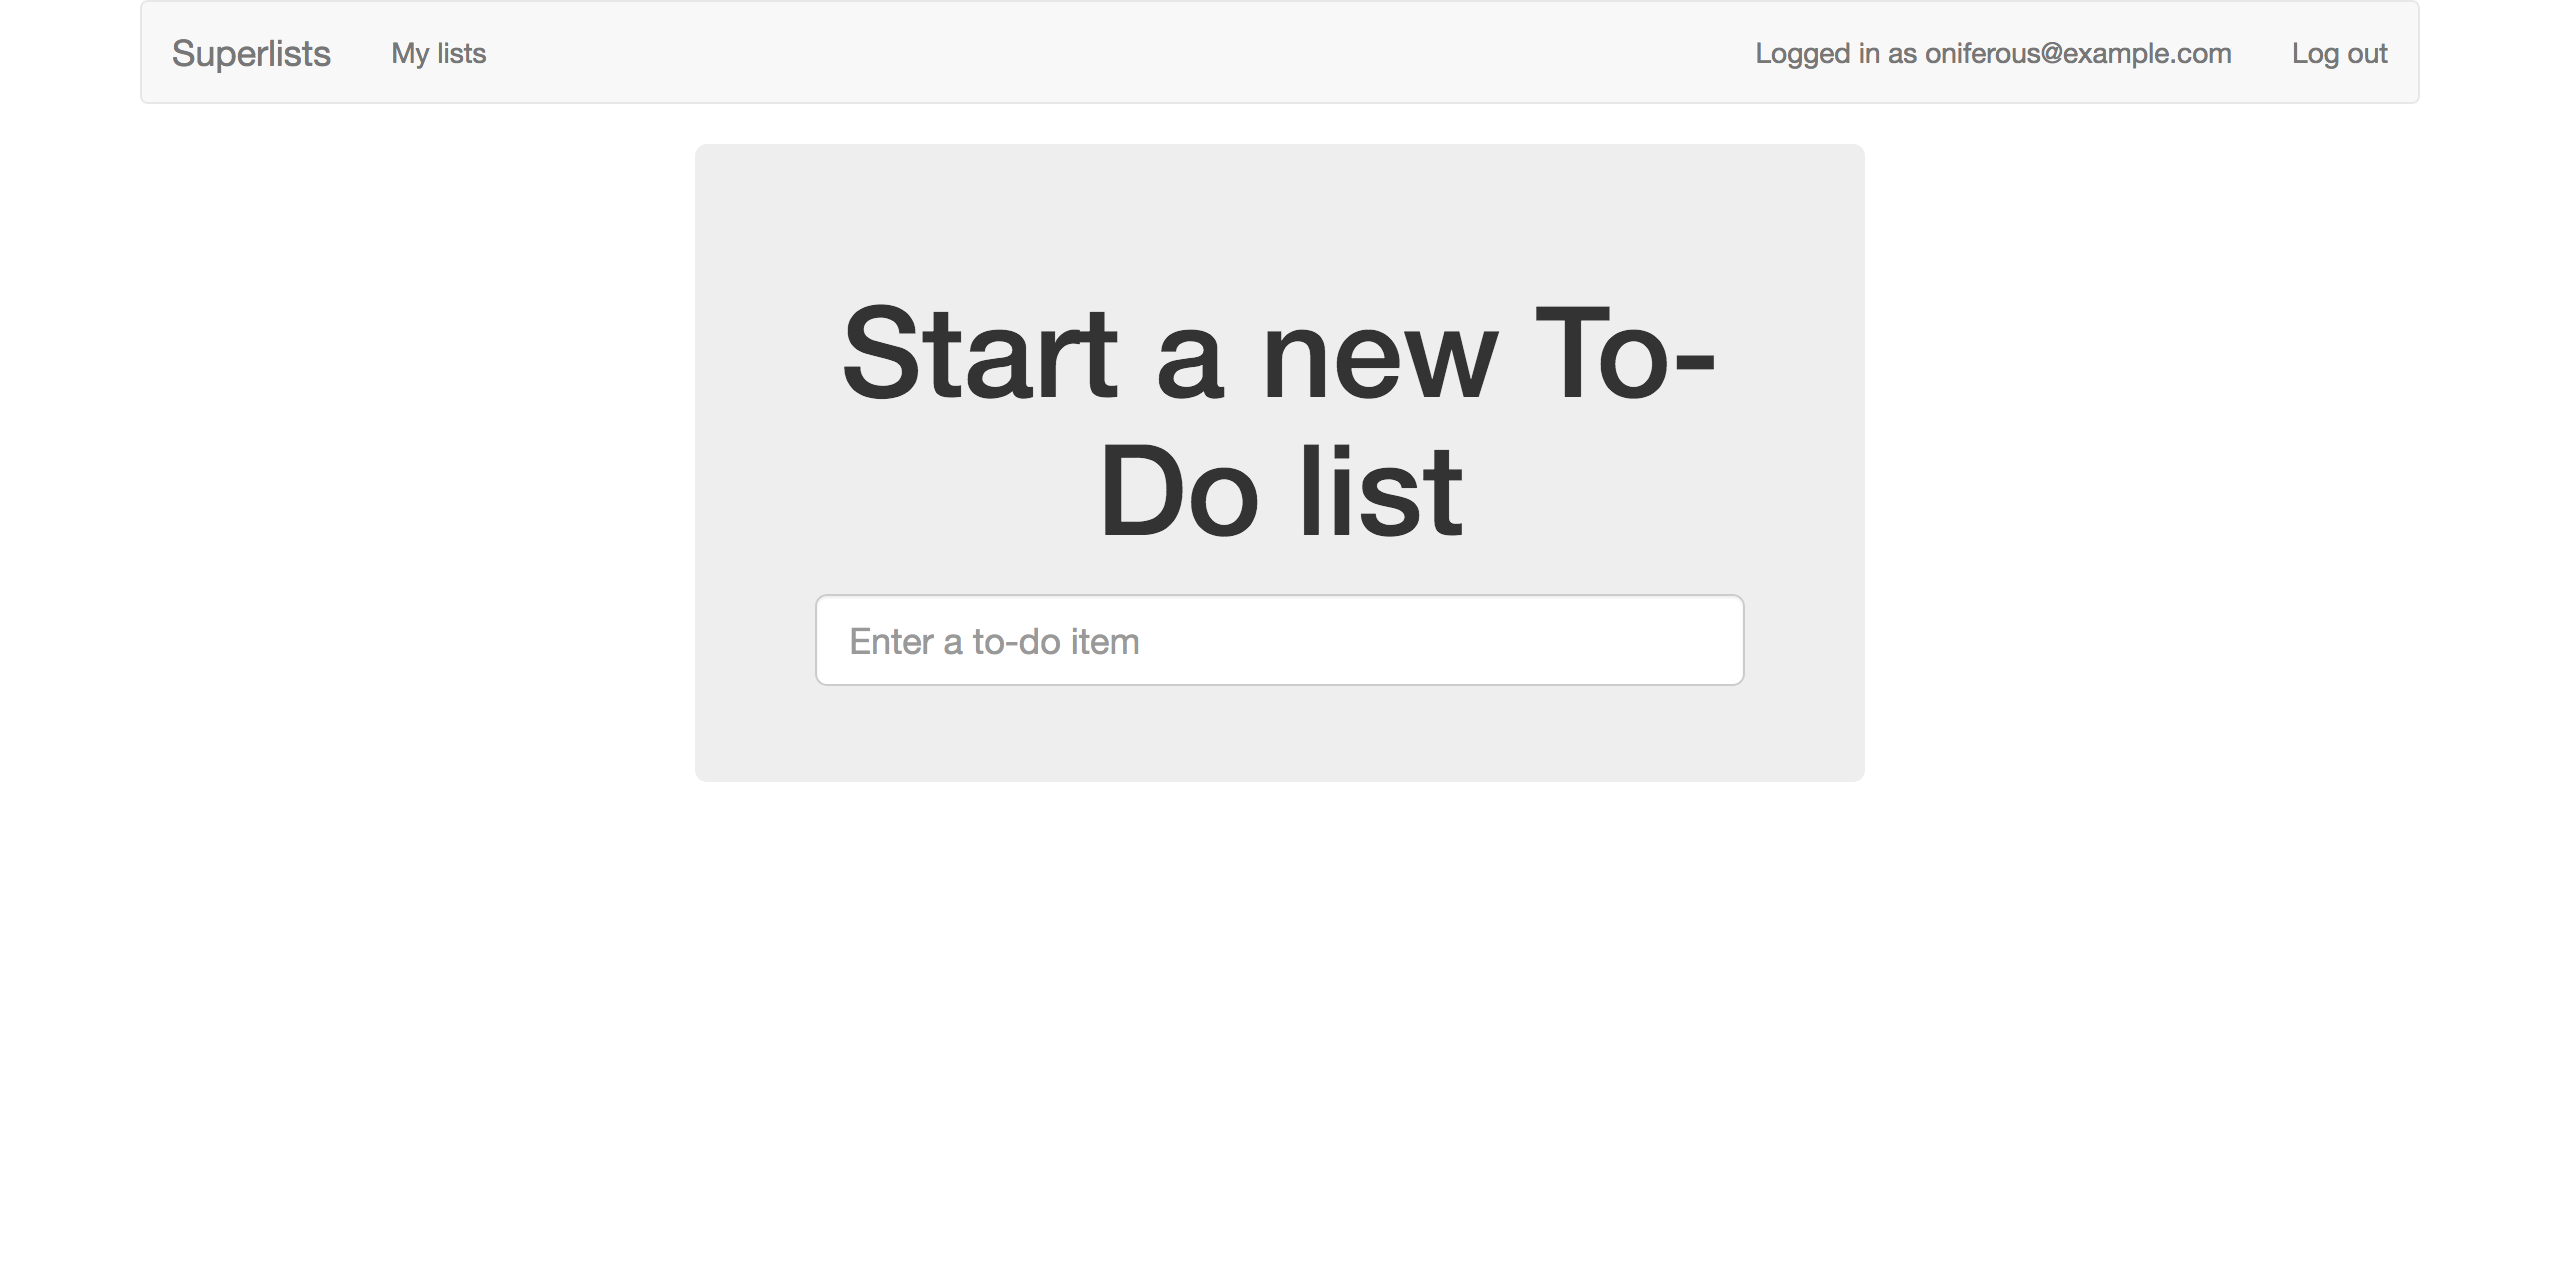 Superlists My lists Logged in as oniferous@example.com Log out
Start a new To-
Do list
Enter a to-do item